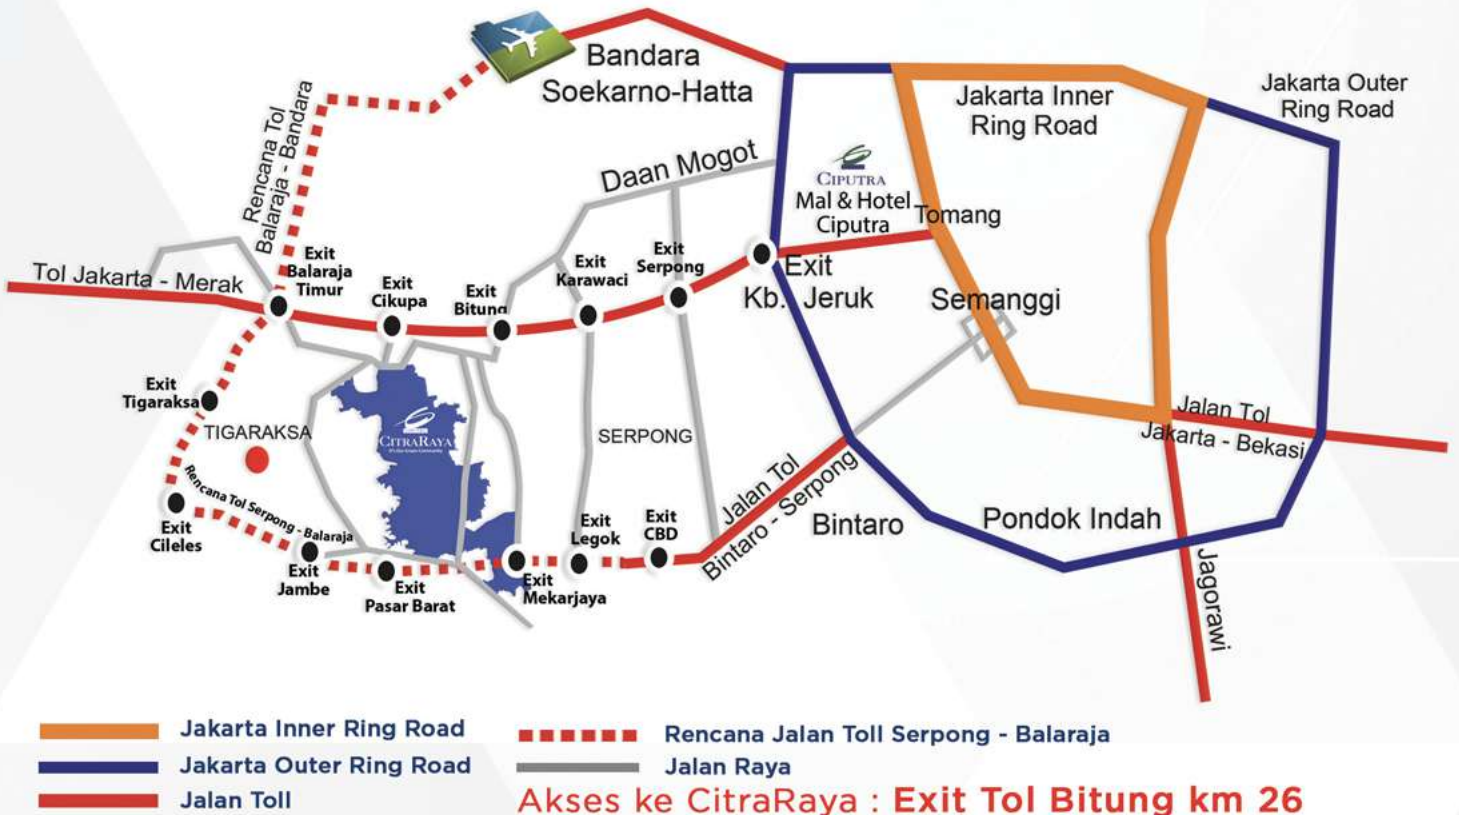 Bandara
Soekarno-Hatta
Jakarta Inner
Ring Road
Jakarta Outer
Ring Road
Rencana Tol
Balaraja - Bandara
Daan Mogot
CIPUTRA
Mal & Hotel
Ciputra
Tomang
Tol Jakarta - Merak
Exit
Balaraja
Timur
Exit
Cikupa
Exit
Bitung
Exit
Karawaci
Exit
Serpong
Exit
Kb. Jeruk
Semanggi
Exit
Tigaraksa
TIGARAKSA
CITRARAYA
SERPONG
Jalan Tol
Jakarta - Bekasi
Rencana Tol Serpong - Balaraja
Exit
Cileles
Exit
Jambe
Exit
Pasar Barat
Exit
Mekarjaya
Exit
Legok
Exit
CBD
Jalan Tol
Bintaro - Serpong
Bintaro
Pondok Indah
Jagorawi
Jakarta Inner Ring Road
Jakarta Outer Ring Road
Jalan Toll
Rencana Jalan Toll Serpong - Balaraja
Jalan Raya
Akses ke CitraRaya : Exit Tol Bitung km 26